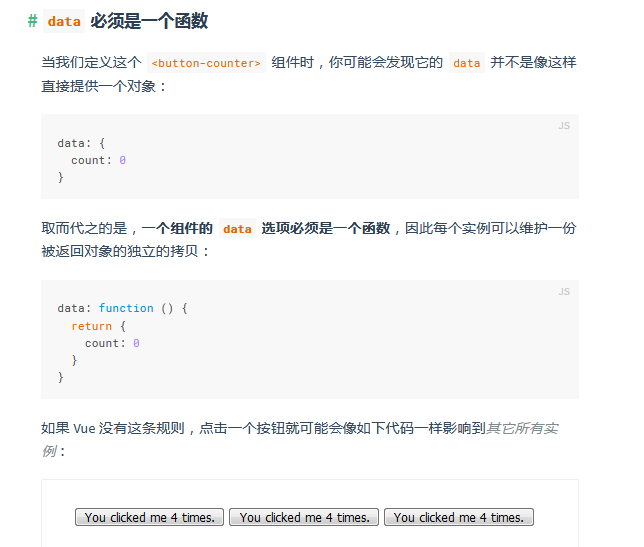 # data 必须是一个函数
当我们定义这个 <button-counter> 组件时，你可能会发现它的 data 并不是像这样
直接提供一个对象：
JS
data: {
  count: 0
}
取而代之的是，一个组件的 data 选项必须是一个函数，因此每个实例可以维护一份
被返回对象的独立的拷贝：
JS
data: function () {
  return {
    count: 0
  }
}
如果 Vue 没有这条规则，点击一个按钮就可能会像如下代码一样影响到其它所有实
例：
You clicked me 4 times. You clicked me 4 times. You clicked me 4 times.